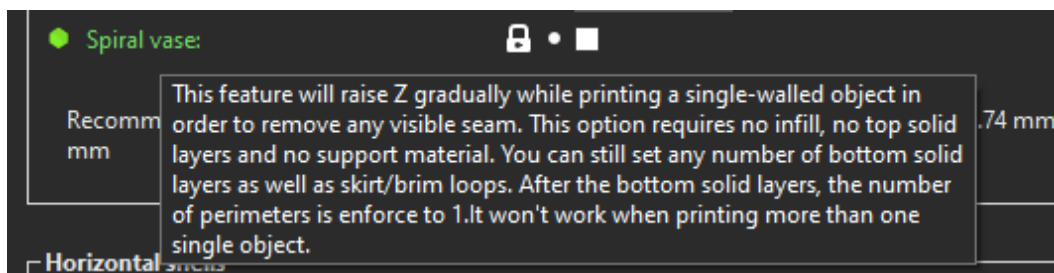 Spiral vase:
This feature will raise Z gradually while printing a single-walled object in
Recomm order to remove any visible seam. This option requires no infill, no top solid .74 mm
mm layers and no support material. You can still set any number of bottom solid
layers as well as skirt/brim loops. After the bottom solid layers, the number
of perimeters is enforce to 1.It won't work when printing more than one
single object.
Horizontal shells